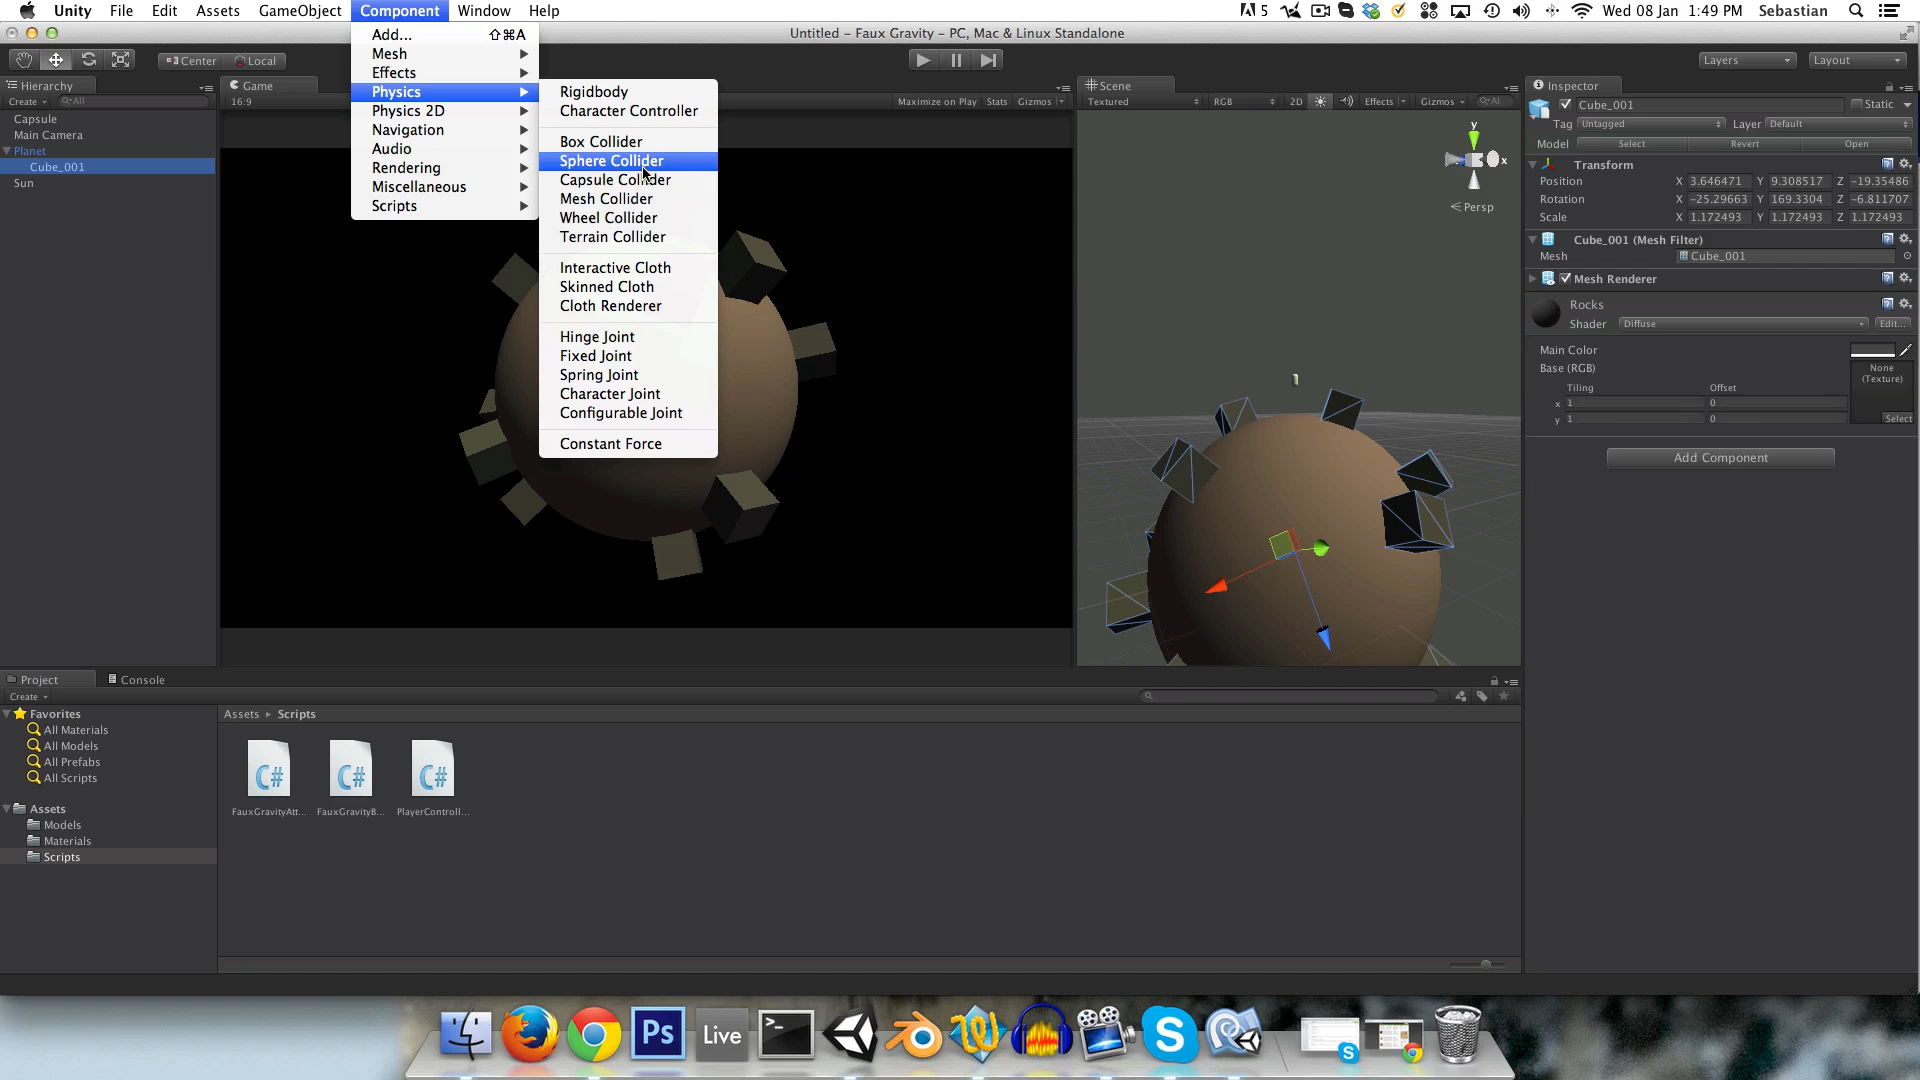 Unity File Edit Assets GameObject Component Window Help
5 Wed 08 Jan 1:49 PM Sebastian
Untitled – Faux Gravity – PC, Mac & Linux Standalone
Center Local
Layers Layout
Add... ⇧⌘A
Mesh
Effects
Physics
Physics 2D
Navigation
Audio
Rendering
Miscellaneous
Scripts
Rigidbody
Character Controller
Box Collider
Sphere Collider
Capsule Collider
Mesh Collider
Wheel Collider
Terrain Collider
Interactive Cloth
Skinned Cloth
Cloth Renderer
Hinge Joint
Fixed Joint
Spring Joint
Character Joint
Configurable Joint
Constant Force
Hierarchy
Create All
Capsule
Main Camera
Planet
Cube_001
Sun
Game
16:9 Maximize on Play Stats Gizmos
Scene
Textured RGB 2D Effects Gizmos All
y
x
Persp
Inspector
Cube_001 Static
Tag Untagged Layer Default
Model Select Revert Open
Transform
Position X 3.646471 Y 9.308517 Z -19.35486
Rotation X -25.29663 Y 169.3304 Z -6.811707
Scale X 1.172493 Y 1.172493 Z 1.172493
Cube_001 (Mesh Filter)
Mesh Cube_001
Mesh Renderer
Rocks
Shader Diffuse Edit...
Main Color
Base (RGB)
None
(Texture)
Tiling Offset
x 1 0
y 1 0
Select
Add Component
Project Console
Create
Favorites
All Materials
All Models
All Prefabs
All Scripts
Assets
Models
Materials
Scripts
Assets ▸ Scripts
C# C# C#
FauxGravityAtt... FauxGravityB... PlayerControll...
Ps Live >_ S